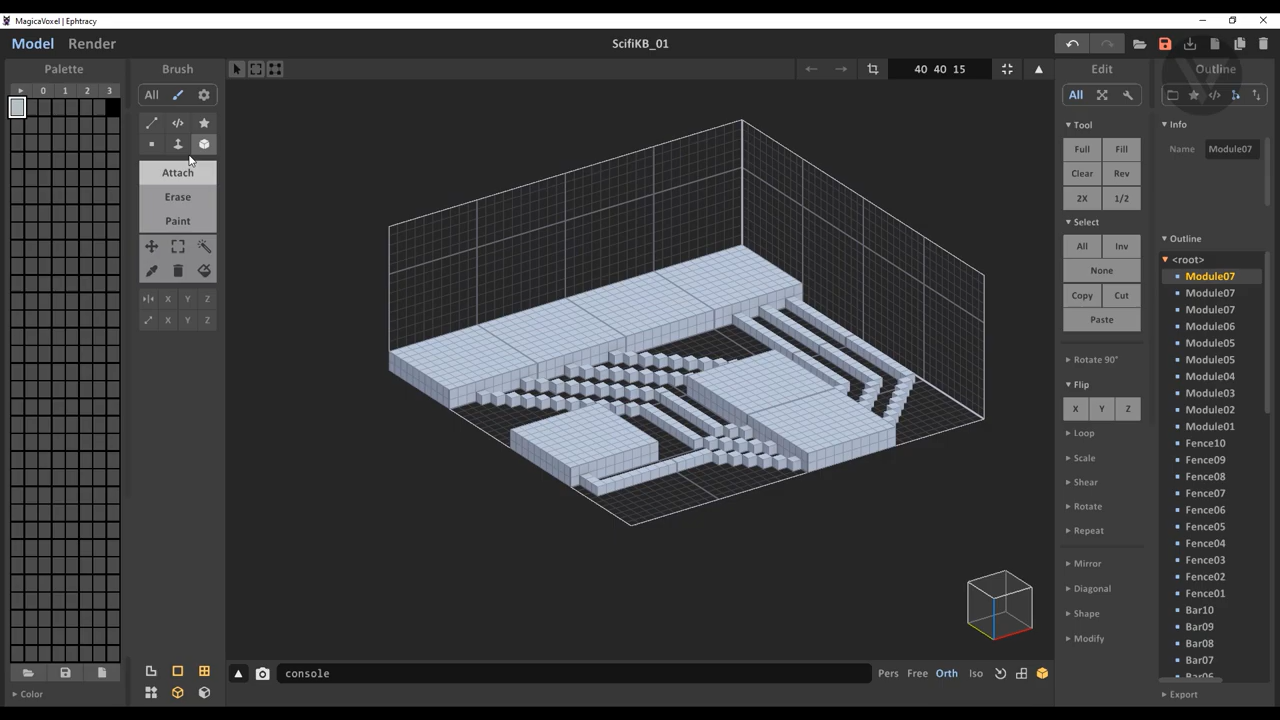 MagicaVoxel | Ephtracy
Model Render
ScifiKB_01
Palette
0 1 2 3
Color
Brush
All
Attach
Erase
Paint
X Y Z
X Y Z
40 40 15
console
Pers Free Orth Iso
Edit
All
Tool
Full Fill
Clear Rev
2X 1/2
Select
All Inv
None
Copy Cut
Paste
Rotate 90°
Flip
X Y Z
Loop
Scale
Shear
Rotate
Repeat
Mirror
Diagonal
Shape
Modify
Outline
Info
Name Module07
Outline
<root>
Module07
Module07
Module07
Module06
Module05
Module05
Module04
Module03
Module02
Module01
Fence10
Fence09
Fence08
Fence07
Fence06
Fence05
Fence04
Fence03
Fence02
Fence01
Bar10
Bar09
Bar08
Bar07
Bar06
Export